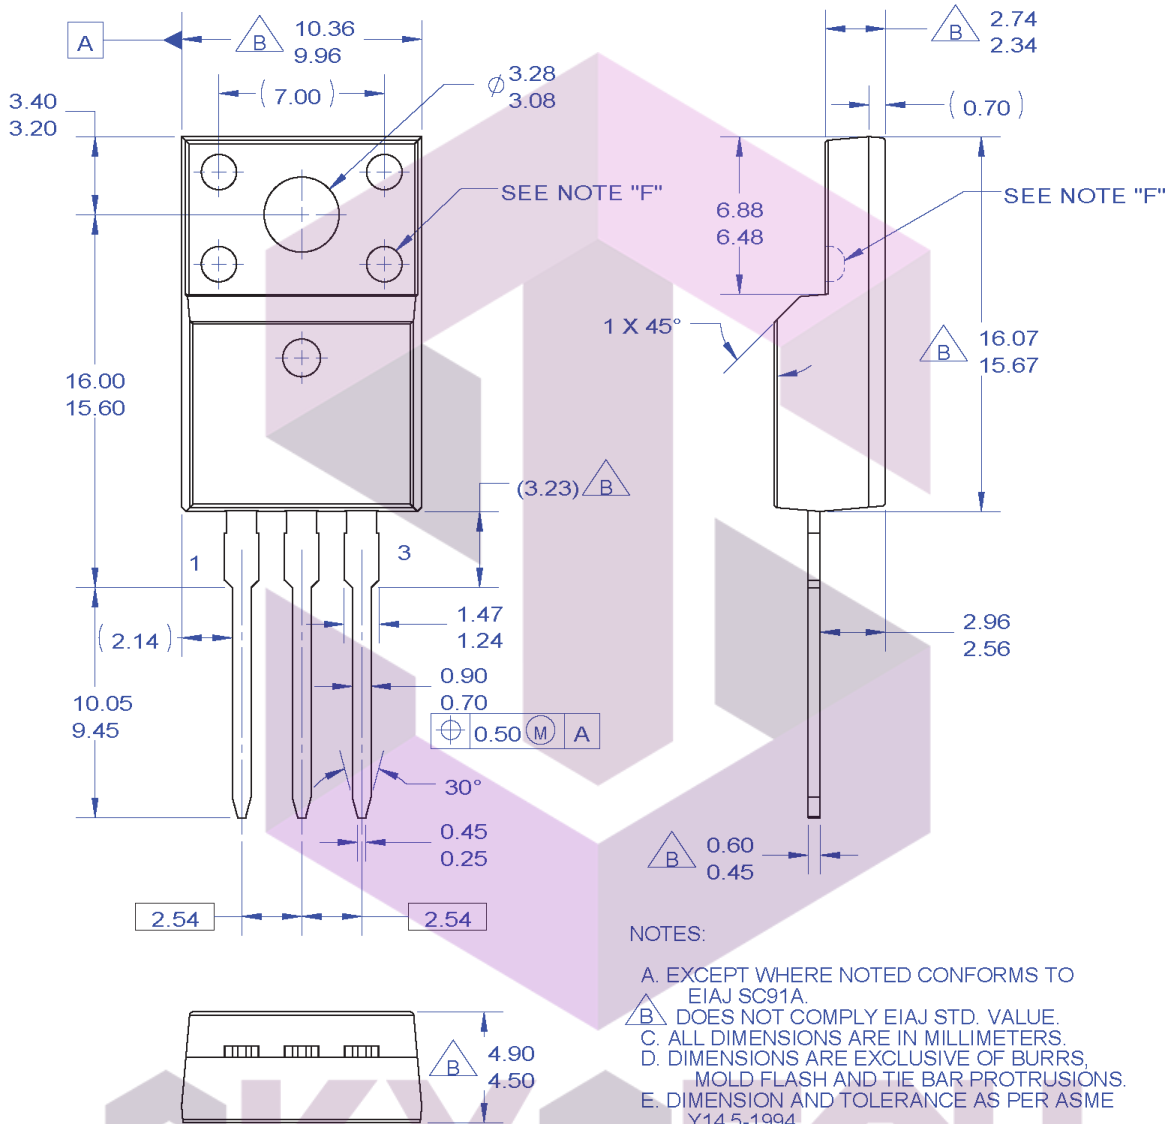 A
B
10.36
9.96
B
2.74
2.34
( 7.00 )
3.40
3.20
Ø 3.28
3.08
( 0.70 )
SEE NOTE "F"
SEE NOTE "F"
6.88
6.48
1 X 45°
B
16.07
15.67
16.00
15.60
(3.23) B
1
3
( 2.14 )
1.47
1.24
2.96
2.56
0.90
0.70
10.05
9.45
0.50 M A
30°
0.45
0.25
B
0.60
0.45
2.54
2.54
NOTES:
A. EXCEPT WHERE NOTED CONFORMS TO
EIAJ SC91A.
B DOES NOT COMPLY EIAJ STD. VALUE.
C. ALL DIMENSIONS ARE IN MILLIMETERS.
D. DIMENSIONS ARE EXCLUSIVE OF BURRS,
MOLD FLASH AND TIE BAR PROTRUSIONS.
E. DIMENSION AND TOLERANCE AS PER ASME
Y14.5-1994
B
4.90
4.50